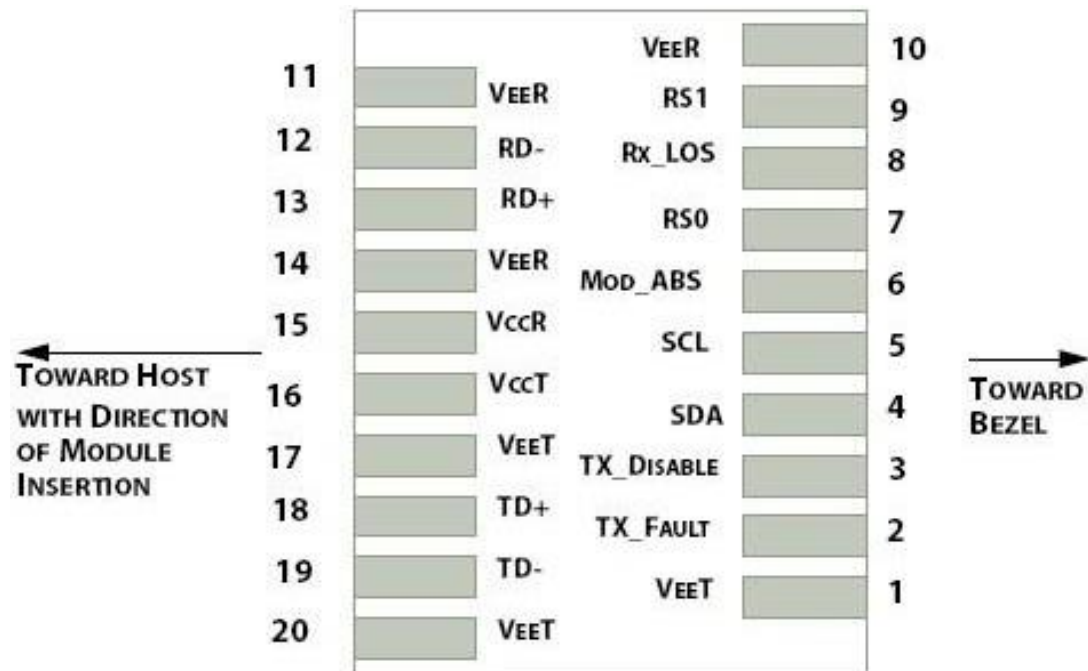 11 VEER
12 RD-
13 RD+
14 VEER
15 VCCR
16 VCCT
17 VEET
18 TD+
19 TD-
20 VEET
VEER 10
RS1 9
RX_LOS 8
RS0 7
MOD_ABS 6
SCL 5
SDA 4
TX_DISABLE 3
TX_FAULT 2
VEET 1
TOWARD HOST
WITH DIRECTION
OF MODULE
INSERTION
TOWARD
BEZEL